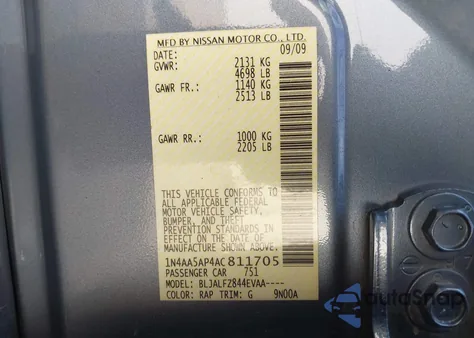 MFD BY NISSAN MOTOR CO., LTD.
DATE: 09/09
GVWR: 2131 KG
4698 LB
GAWR FR.: 1140 KG
2513 LB
GAWR RR.: 1000 KG
2205 LB
THIS VEHICLE CONFORMS TO
ALL APPLICABLE FEDERAL
MOTOR VEHICLE SAFETY,
BUMPER, AND THEFT
PREVENTION STANDARDS IN
EFFECT ON THE DATE OF
MANUFACTURE SHOWN ABOVE.
1N4AA5AP4AC811705
PASSENGER CAR 7S1
MODEL: BLJALFZ844EVAA----
COLOR: RAP TRIM: G 9N00A
autoSnap